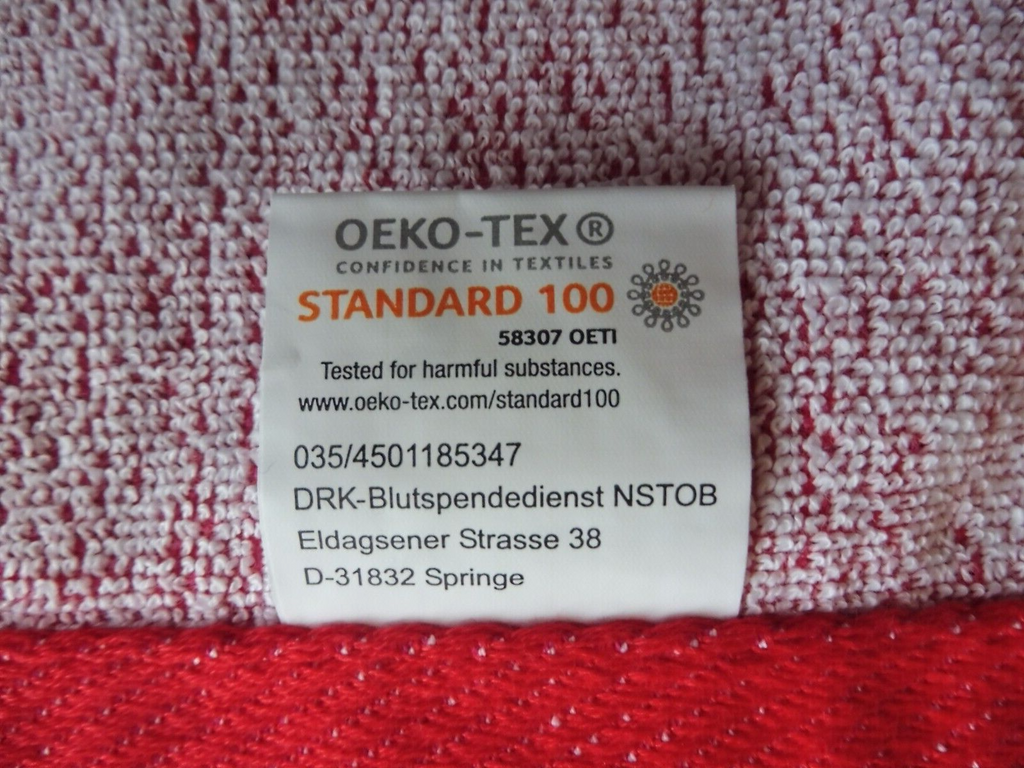 OEKO-TEX®
CONFIDENCE IN TEXTILES
STANDARD 100
58307 OETI
Tested for harmful substances.
www.oeko-tex.com/standard100
035/4501185347
DRK-Blutspendedienst NSTOB
Eldagsener Strasse 38
D-31832 Springe